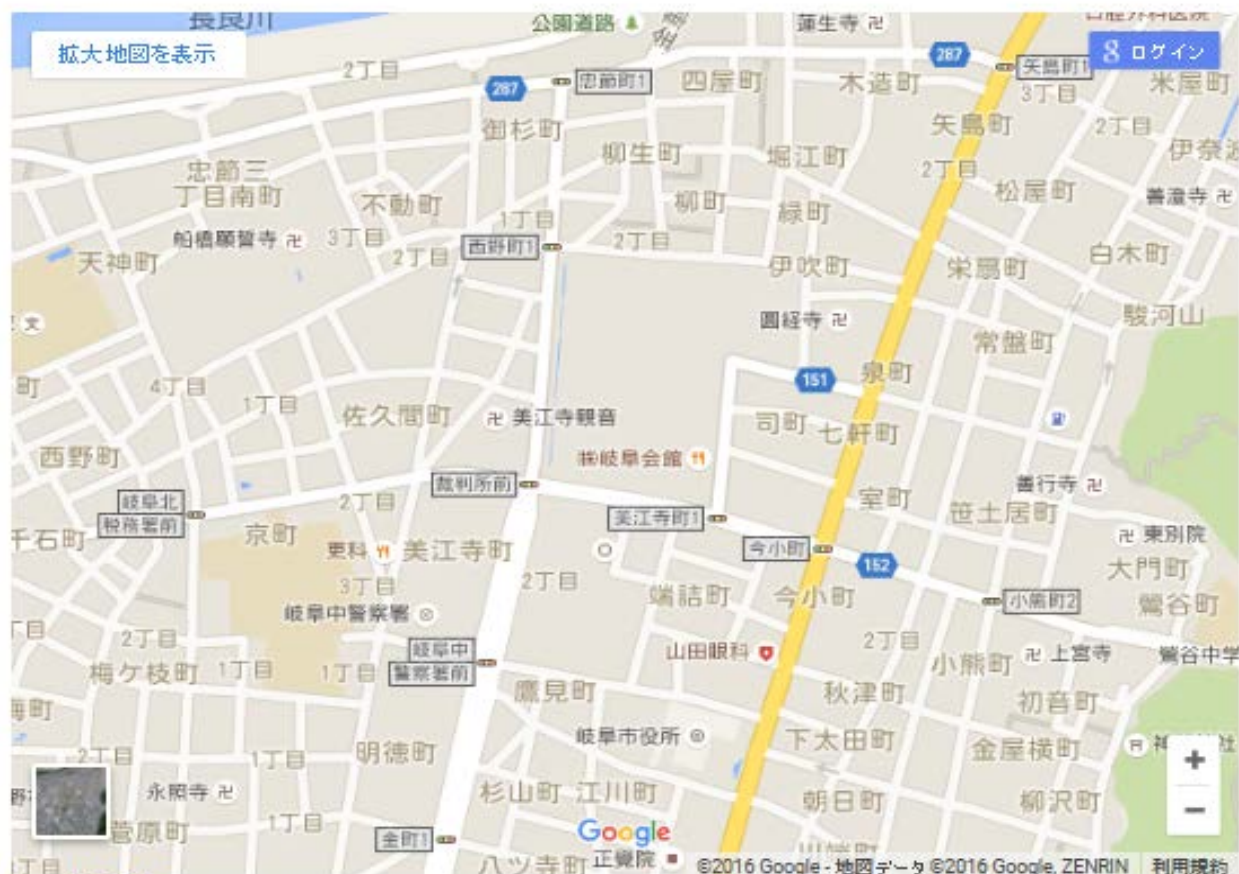 長良川
公園道路
蓮生寺
拡大地図を表示
ログイン
2丁目
287
忠節町1
四屋町
287
木造町
矢島町1
3丁目
米屋町
御杉町
矢島町
2丁目
柳生町
堀江町
忠節三
丁目南町
不動町
2丁目
松屋町
善澄寺
柳町
緑町
1丁目
船橋願誓寺
3丁目
西野町1
2丁目
天神町
2丁目
伊吹町
栄扇町
白木町
文
圓経寺
駿河山
常盤町
町
4丁目
151
泉町
1丁目
佐久間町
美江寺観音
司町
七軒町
西野町
㈱岐阜会館
裁判所前
善行寺
岐阜北
税務署前
2丁目
美江寺町1
室町
笹土居町
千石町
京町
更科
美江寺町
今小町
東別院
152
大門町
3丁目
2丁目
端詰町
今小町
小熊町2
鶯谷町
岐阜中警察署
丁目
2丁目
岐阜中
警察署前
山田眼科
2丁目
小熊町
上宮寺
鶯谷中学
梅ケ枝町
1丁目
1丁目
鷹見町
秋津町
初音町
岐阜市役所
下太田町
金屋横町
2丁目
1丁目
明徳町
+
永照寺
杉山町
江川町
朝日町
柳沢町
−
菅原町
1丁目
金町1
Google
八ツ寺町
正覺院
©2016 Google - 地図データ ©2016 Google, ZENRIN
利用規約